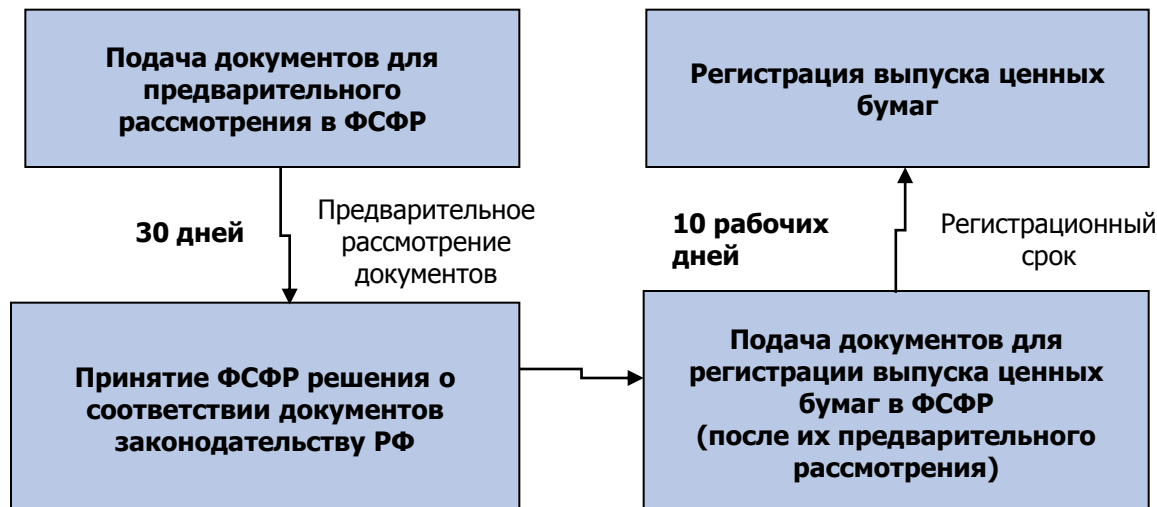 Подача документов для
предварительного
рассмотрения в ФСФР
30 дней
Предварительное
рассмотрение
документов
Принятие ФСФР решения о
соответствии документов
законодательству РФ
Подача документов для
регистрации выпуска ценных
бумаг в ФСФР
(после их предварительного
рассмотрения)
10 рабочих
дней
Регистрационный
срок
Регистрация выпуска ценных
бумаг